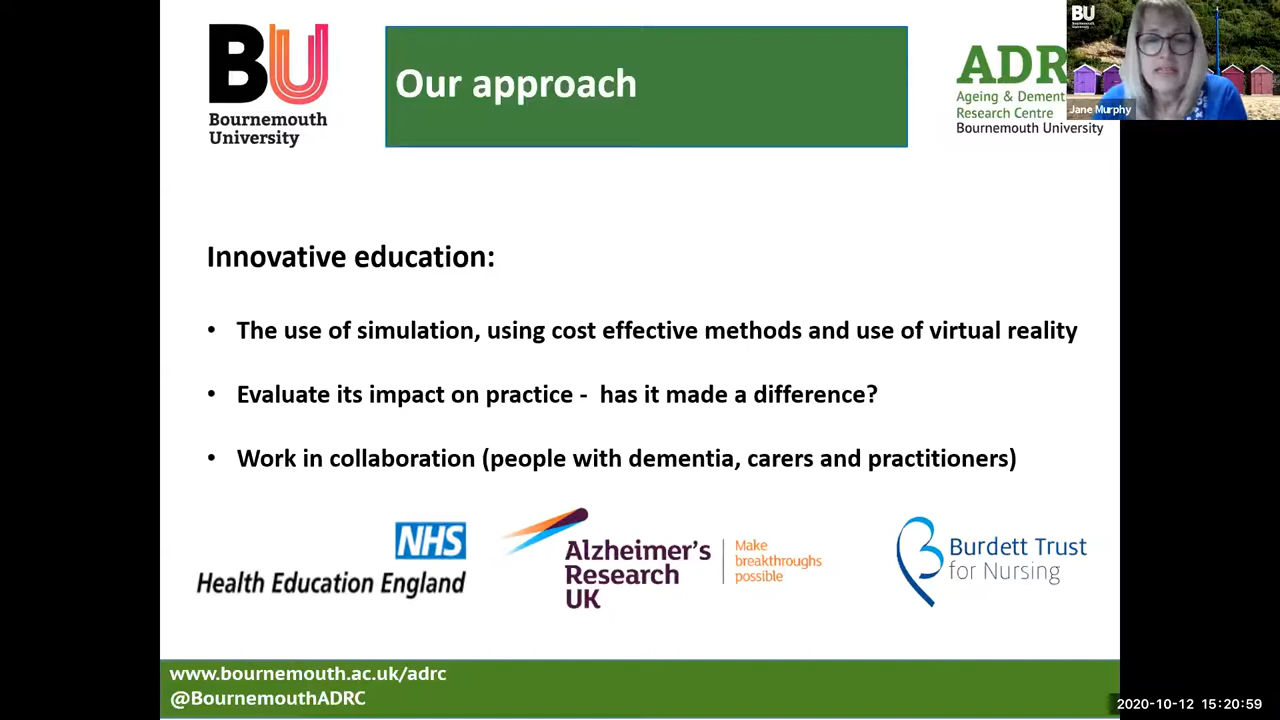 BU
Bournemouth
University
Our approach
ADR
Ageing & Dement
Research Centre
Bournemouth University
BU
Jane Murphy
Innovative education:
• The use of simulation, using cost effective methods and use of virtual reality
• Evaluate its impact on practice - has it made a difference?
• Work in collaboration (people with dementia, carers and practitioners)
NHS
Health Education England
Alzheimer's
Research
UK
Make
breakthroughs
possible
Burdett Trust
for Nursing
www.bournemouth.ac.uk/adrc
@BournemouthADRC
2020-10-12 15:20:59